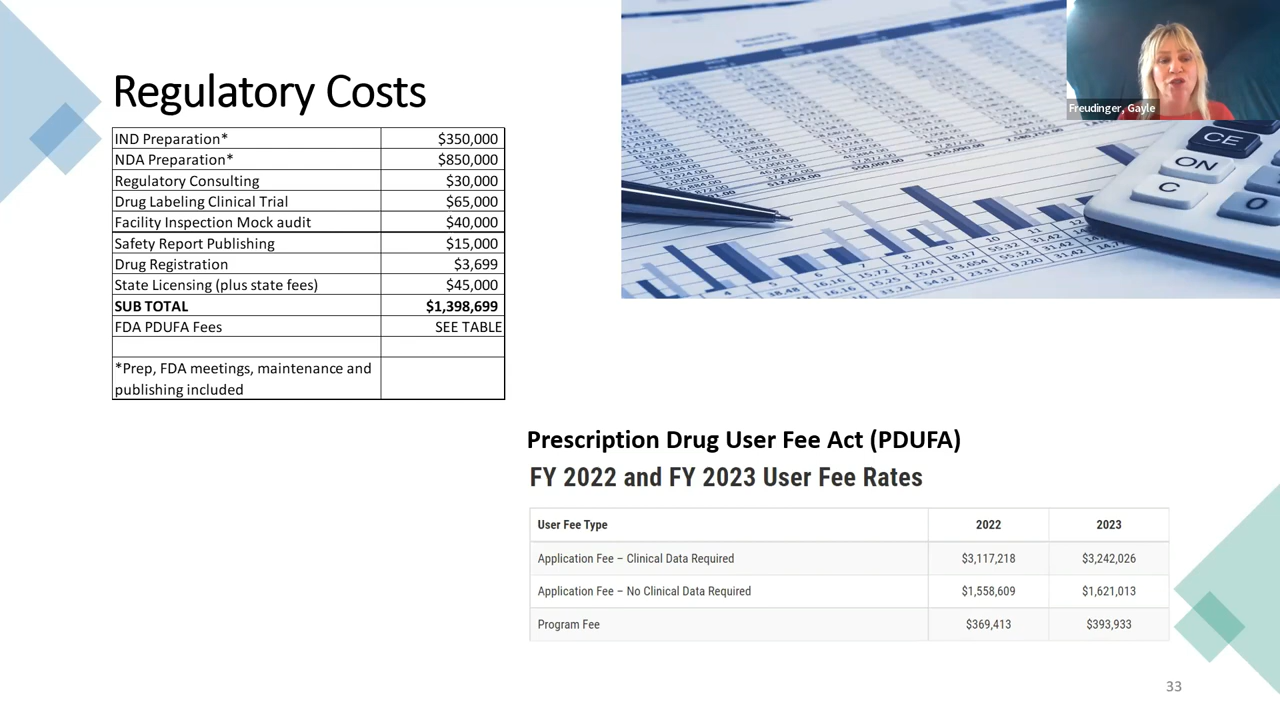 Regulatory Costs
IND Preparation* $350,000
NDA Preparation* $850,000
Regulatory Consulting $30,000
Drug Labeling Clinical Trial $65,000
Facility Inspection Mock audit $40,000
Safety Report Publishing $15,000
Drug Registration $3,699
State Licensing (plus state fees) $45,000
SUB TOTAL $1,398,699
FDA PDUFA Fees SEE TABLE
*Prep, FDA meetings, maintenance and
publishing included
Freudinger, Gayle
CE
ON
C
0
Prescription Drug User Fee Act (PDUFA)
FY 2022 and FY 2023 User Fee Rates
User Fee Type 2022 2023
Application Fee – Clinical Data Required $3,117,218 $3,242,026
Application Fee – No Clinical Data Required $1,558,609 $1,621,013
Program Fee $369,413 $393,933
33